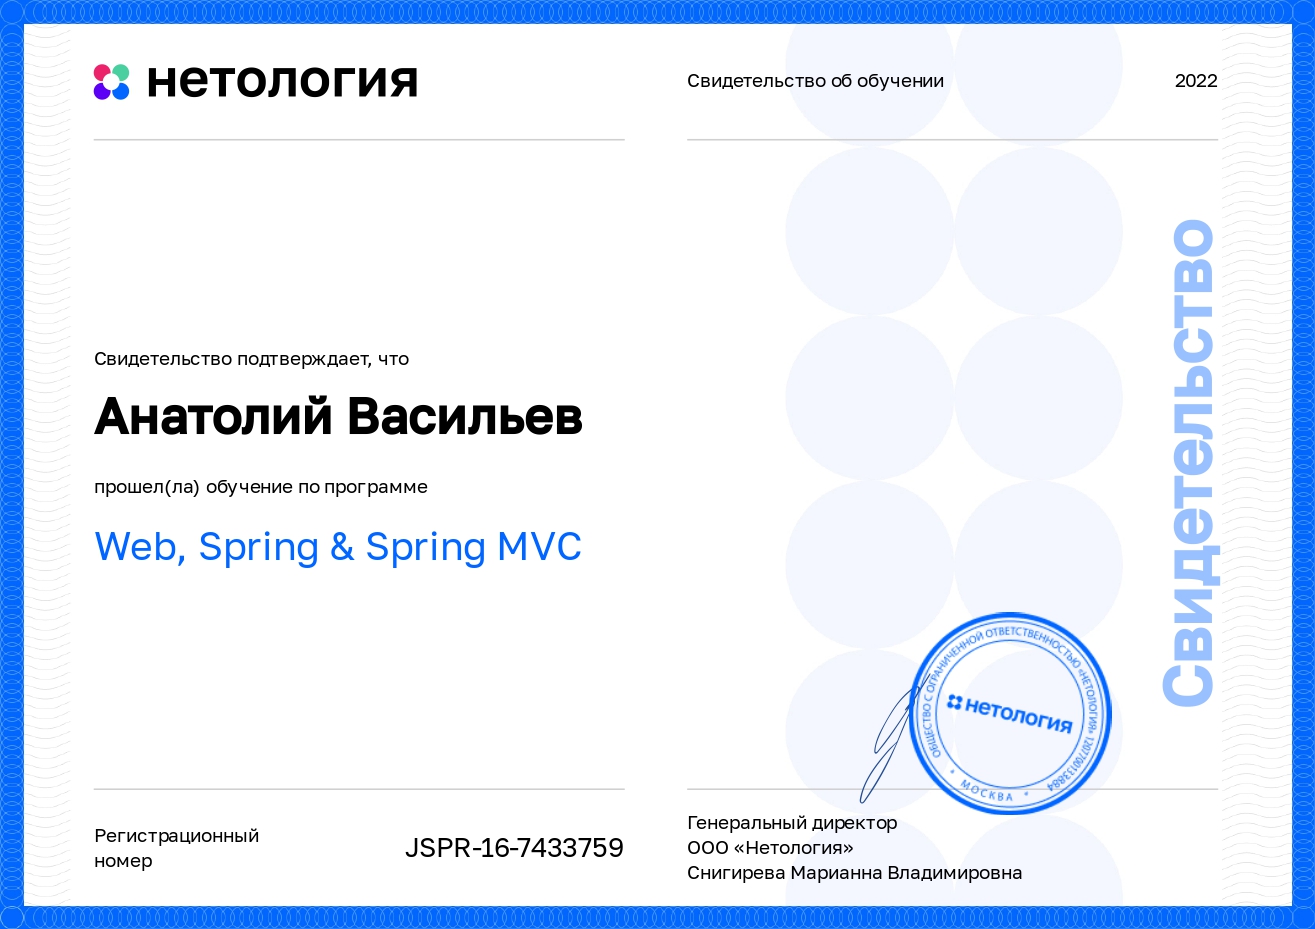 нетология
Свидетельство об обучении
2022
Свидетельство подтверждает, что
Анатолий Васильев
прошел(ла) обучение по программе
Web, Spring & Spring MVC
Свидетельство
ОБЩЕСТВО С ОГРАНИЧЕННОЙ ОТВЕТСТВЕННОСТЬЮ «НЕТОЛОГИЯ» 1207700133884
нетология
* МОСКВА *
Регистрационный
номер
JSPR-16-7433759
Генеральный директор
ООО «Нетология»
Снигирева Марианна Владимировна